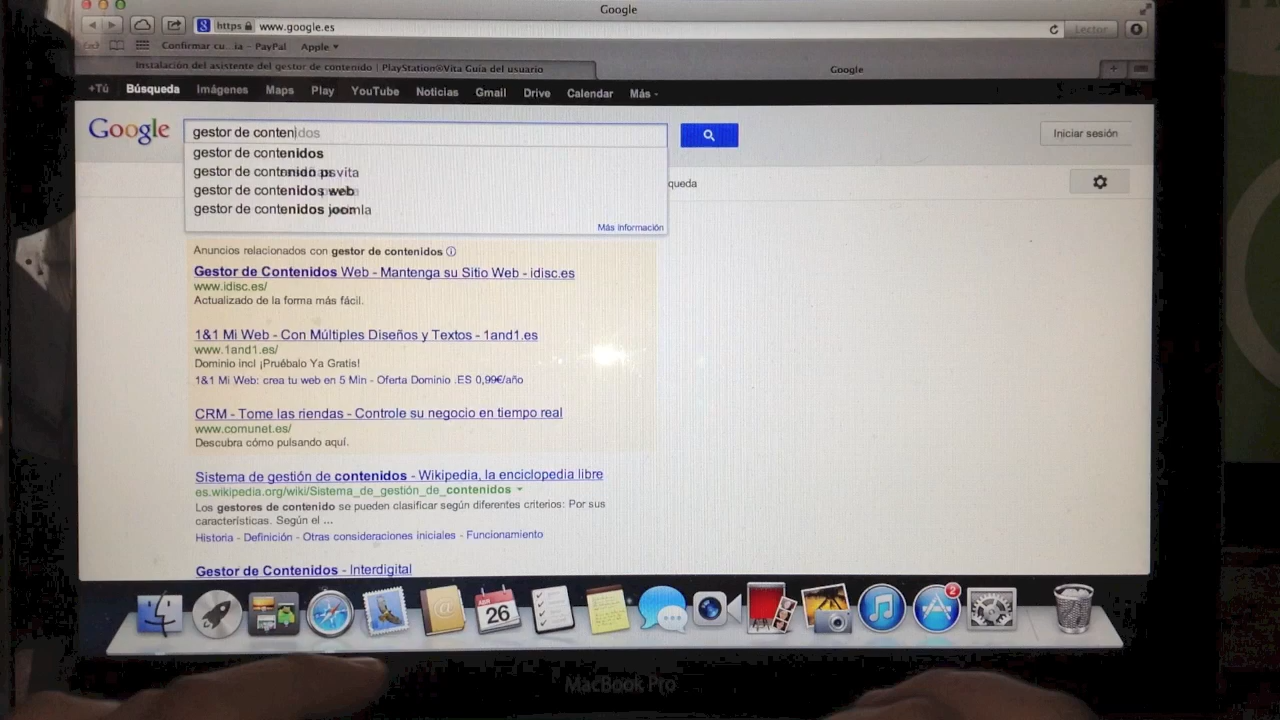 Google
https www.google.es
Lector
Confirmar cu...ia – PayPal Apple
Instalación del asistente del gestor de contenido | PlayStation®Vita Guía del usuario
Google
+Tú Búsqueda Imágenes Maps Play YouTube Noticias Gmail Drive Calendar Más
Google
gestor de contenidos
Iniciar sesión
gestor de contenidos
gestor de contenido ps vita
gestor de contenidos web
gestor de contenidos joomla
queda
Más información
Anuncios relacionados con gestor de contenidos
Gestor de Contenidos Web - Mantenga su Sitio Web - idisc.es
www.idisc.es/
Actualizado de la forma más fácil.
1&1 Mi Web - Con Múltiples Diseños y Textos - 1and1.es
www.1and1.es/
Dominio incl ¡Pruébalo Ya Gratis!
1&1 Mi Web: crea tu web en 5 Min - Oferta Dominio .ES 0,99€/año
CRM - Tome las riendas - Controle su negocio en tiempo real
www.comunet.es/
Descubra cómo pulsando aquí.
Sistema de gestión de contenidos - Wikipedia, la enciclopedia libre
es.wikipedia.org/wiki/Sistema_de_gestión_de_contenidos
Los gestores de contenido se pueden clasificar según diferentes criterios: Por sus
características. Según el ...
Historia - Definición - Otras consideraciones iniciales - Funcionamiento
Gestor de Contenidos - Interdigital
ABR
26
2
MacBook Pro